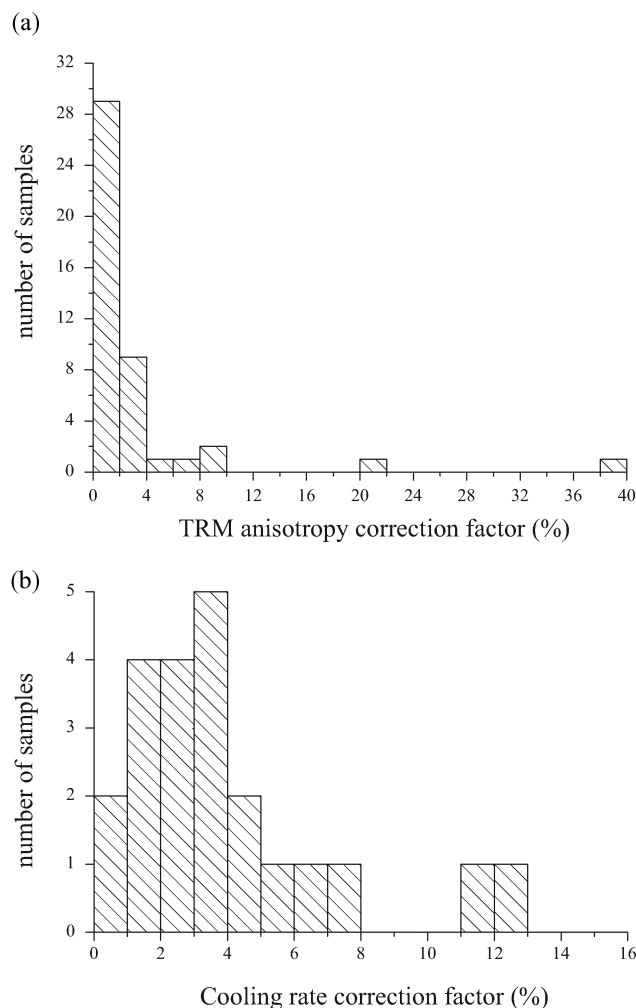 (a)
32
28
24
20
16
12
8
4
0
number of samples
0 4 8 12 16 20 24 28 32 36 40
TRM anisotropy correction factor (%)
(b)
5
4
3
2
1
0
number of samples
0 2 4 6 8 10 12 14 16
Cooling rate correction factor (%)